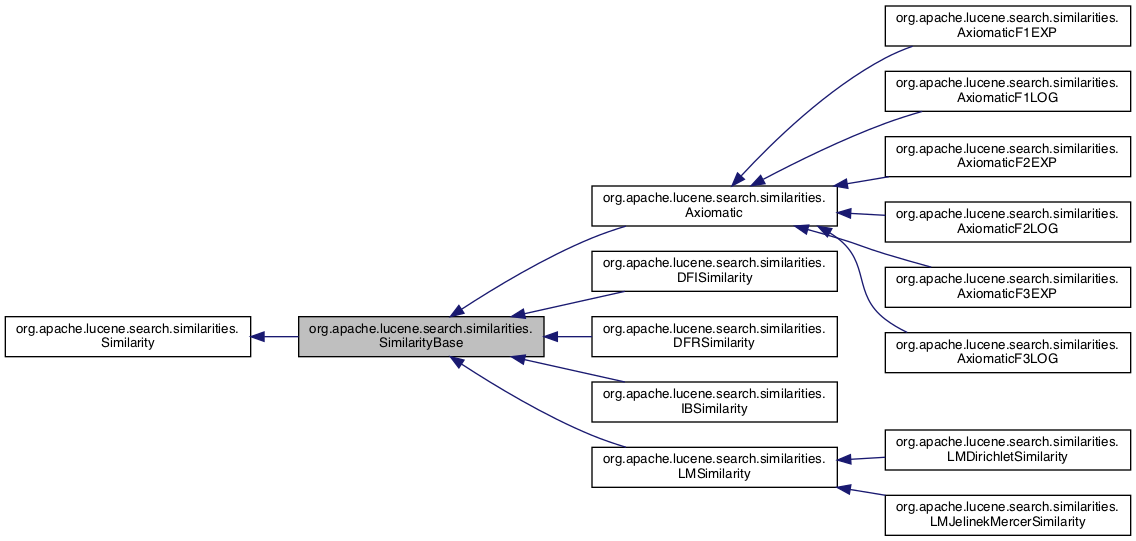 org.apache.lucene.search.similarities.
Similarity
org.apache.lucene.search.similarities.
SimilarityBase
org.apache.lucene.search.similarities.
Axiomatic
org.apache.lucene.search.similarities.
DFISimilarity
org.apache.lucene.search.similarities.
DFRSimilarity
org.apache.lucene.search.similarities.
IBSimilarity
org.apache.lucene.search.similarities.
LMSimilarity
org.apache.lucene.search.similarities.
AxiomaticF1EXP
org.apache.lucene.search.similarities.
AxiomaticF1LOG
org.apache.lucene.search.similarities.
AxiomaticF2EXP
org.apache.lucene.search.similarities.
AxiomaticF2LOG
org.apache.lucene.search.similarities.
AxiomaticF3EXP
org.apache.lucene.search.similarities.
AxiomaticF3LOG
org.apache.lucene.search.similarities.
LMDirichletSimilarity
org.apache.lucene.search.similarities.
LMJelinekMercerSimilarity